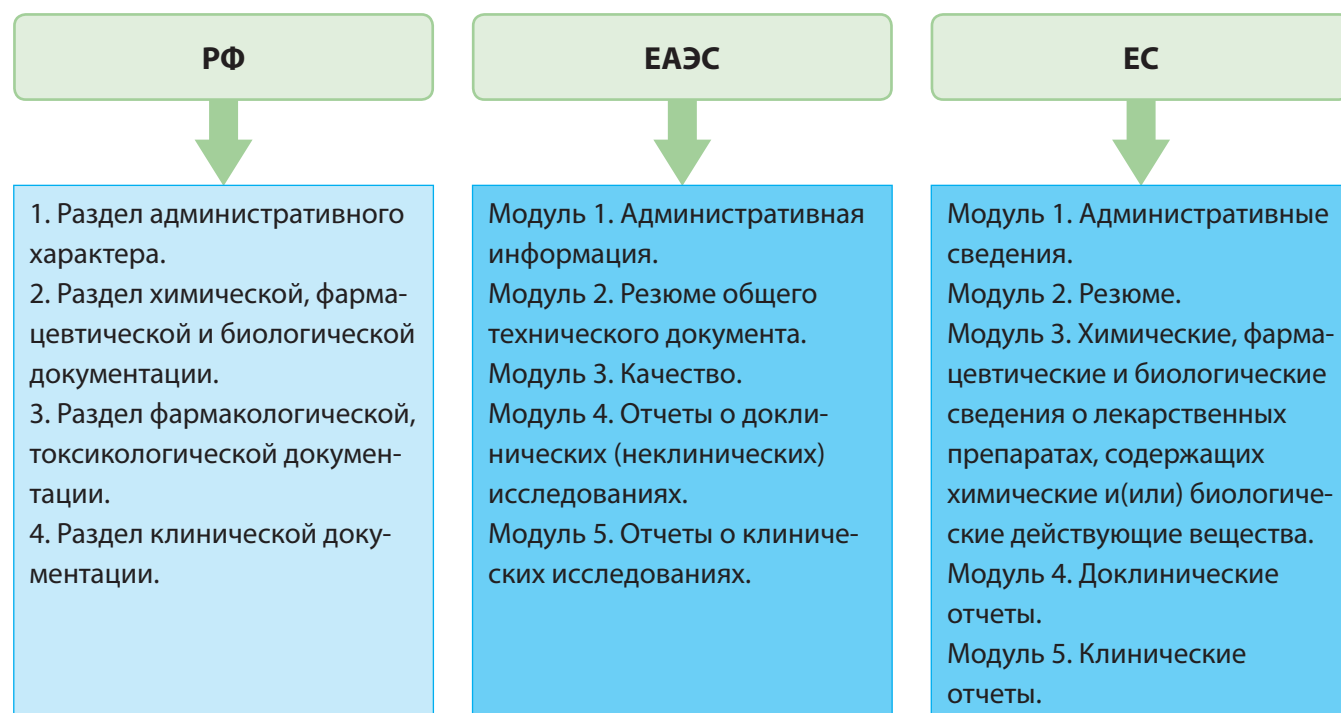 РФ
1. Раздел административного
характера.
2. Раздел химической, фарма-
цевтической и биологической
документации.
3. Раздел фармакологической,
токсикологической докумен-
тации.
4. Раздел клинической доку-
ментации.
ЕАЭС
Модуль 1. Административная
информация.
Модуль 2. Резюме общего
технического документа.
Модуль 3. Качество.
Модуль 4. Отчеты о докли-
нических (неклинических)
исследованиях.
Модуль 5. Отчеты о клиниче-
ских исследованиях.
ЕС
Модуль 1. Административные
сведения.
Модуль 2. Резюме.
Модуль 3. Химические, фарма-
цевтические и биологические
сведения о лекарственных
препаратах, содержащих
химические и(или) биологиче-
ские действующие вещества.
Модуль 4. Доклинические
отчеты.
Модуль 5. Клинические
отчеты.